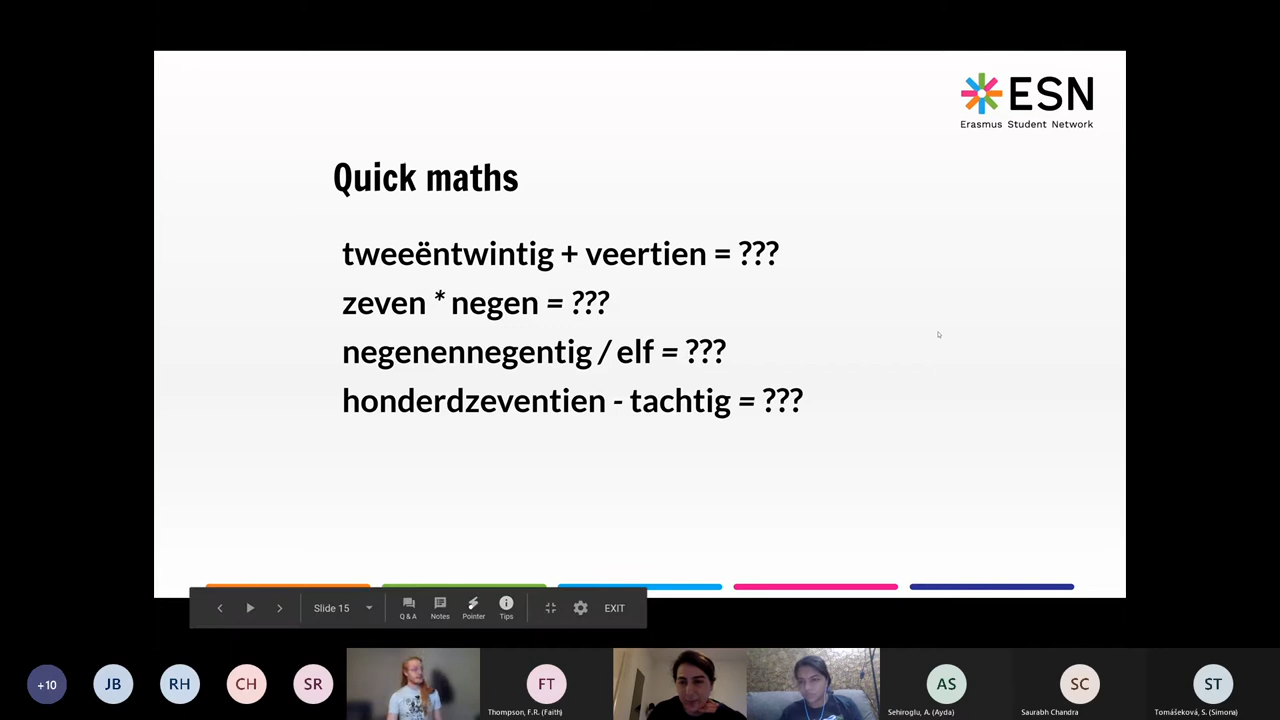 ESN
Erasmus Student Network
Quick maths
tweeëntwintig + veertien = ???
zeven * negen = ???
negenennegentig / elf = ???
honderdzeventien - tachtig = ???
Slide 15
Q & A
Notes
Pointer
Tips
EXIT
+10
JB
RH
CH
SR
FT
Thompson, F.R. (Faith)
AS
Sehiroglu, A. (Ayda)
SC
Saurabh Chandra
ST
Tomášeková, S. (Simona)